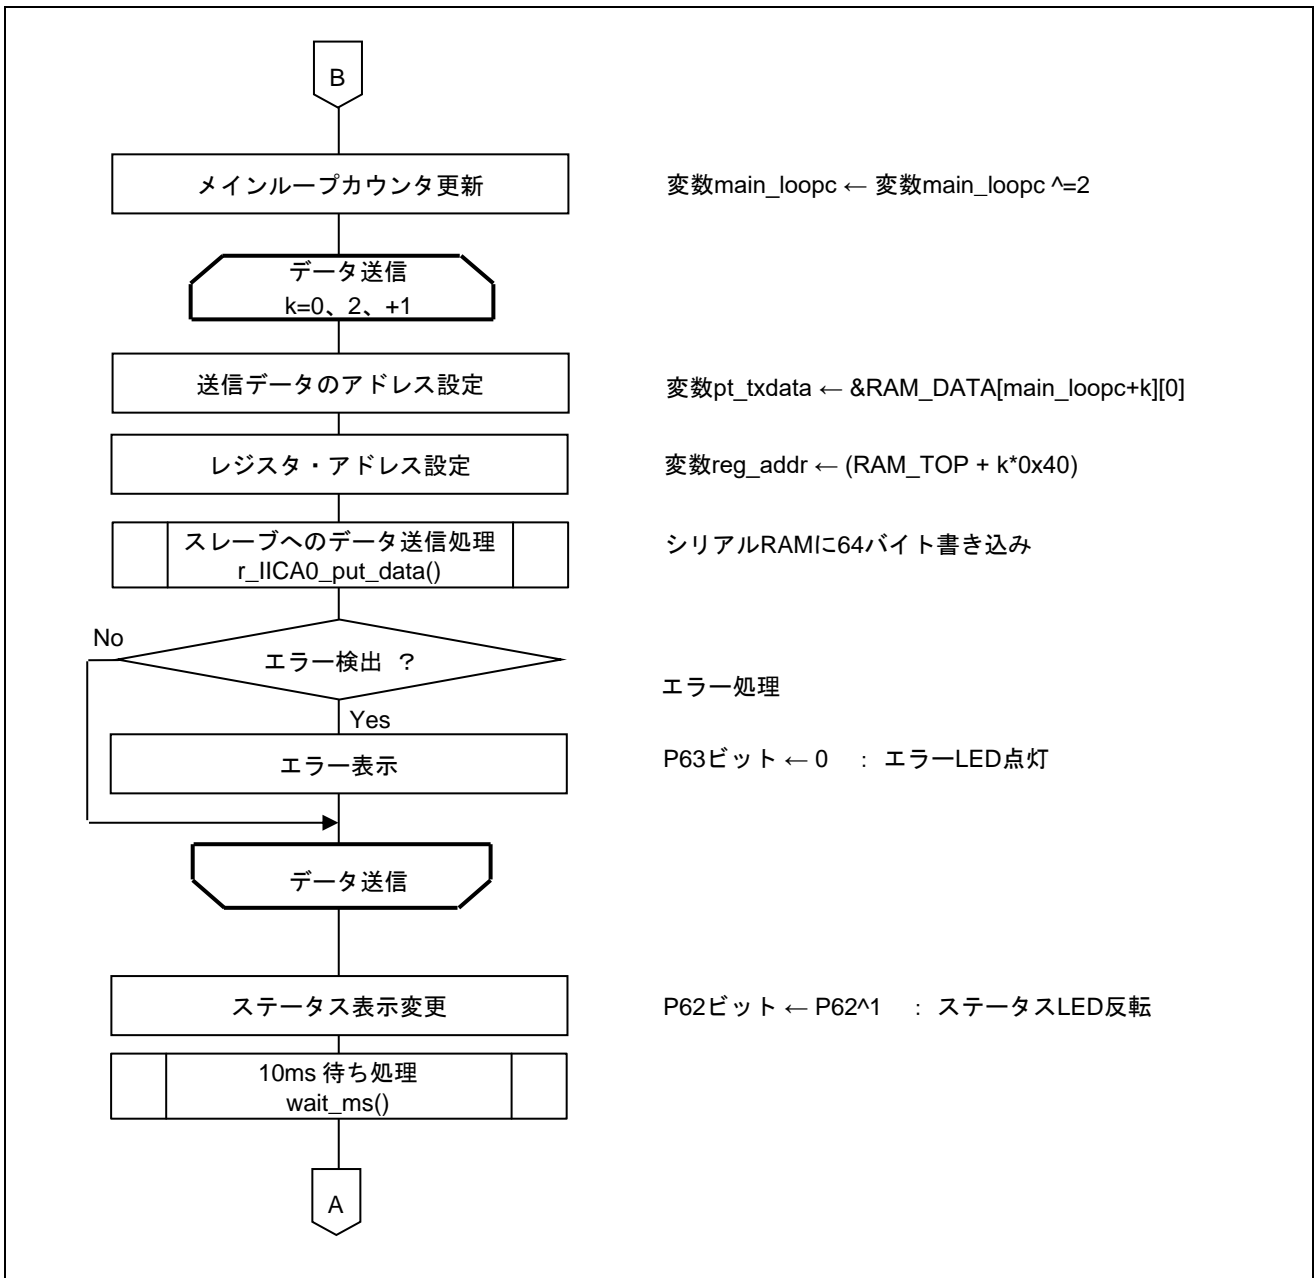 B
メインループカウンタ更新
変数main_loopc ← 変数main_loopc ^=2
データ送信
k=0、2、+1
送信データのアドレス設定
変数pt_txdata ← &RAM_DATA[main_loopc+k][0]
レジスタ・アドレス設定
変数reg_addr ← (RAM_TOP + k*0x40)
スレーブへのデータ送信処理
r_IICA0_put_data()
シリアルRAMに64バイト書き込み
No
エラー検出 ？
エラー処理
Yes
エラー表示
P63ビット ← 0 : エラーLED点灯
データ送信
ステータス表示変更
P62ビット ← P62^1 : ステータスLED反転
10ms 待ち処理
wait_ms()
A